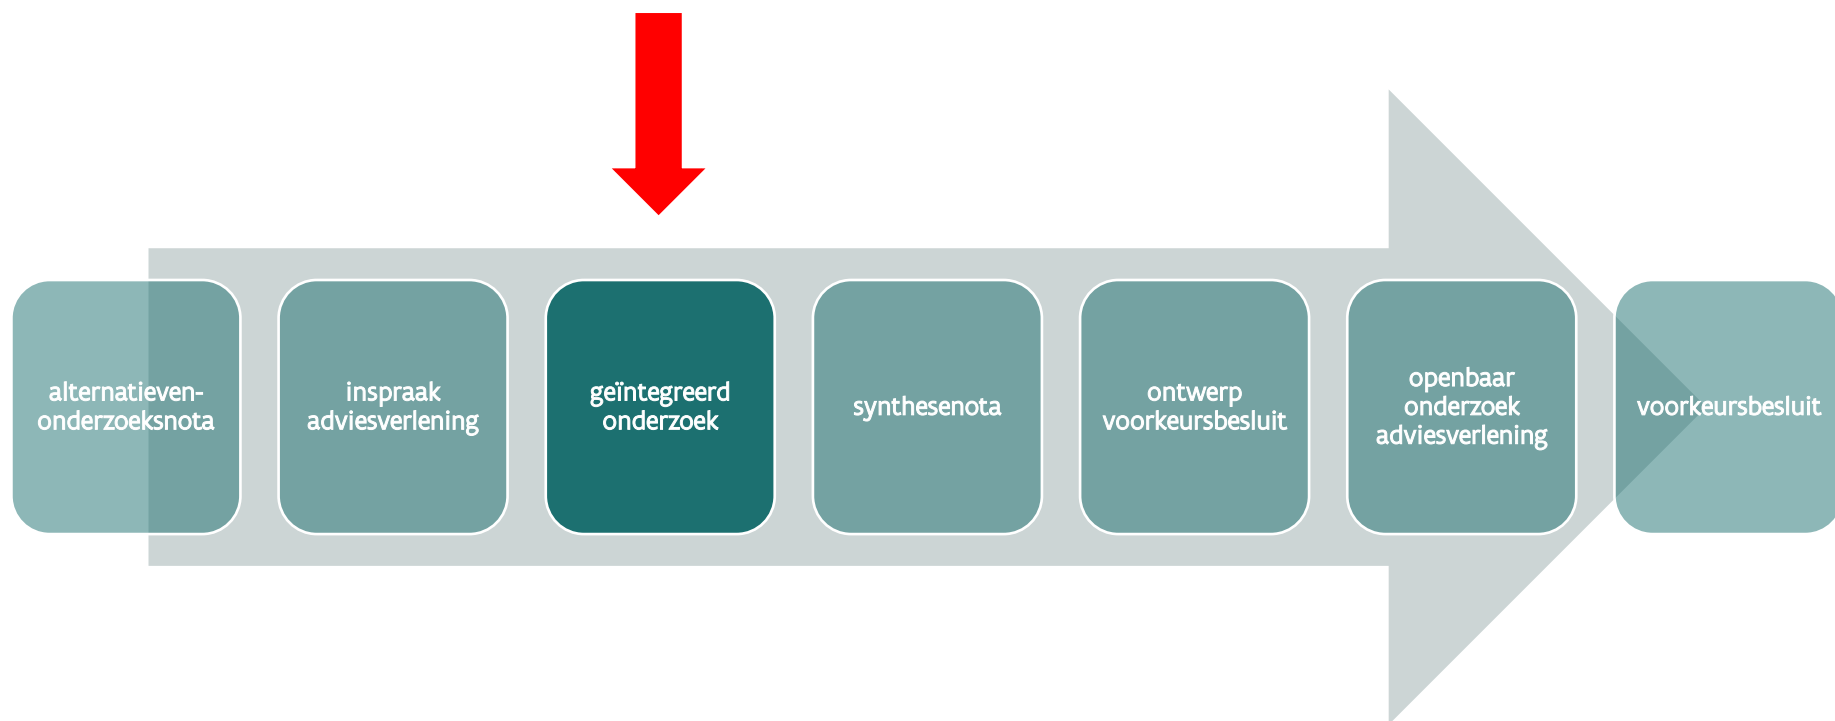 alternatieven-
onderzoeksnota
inspraak
adviesverlening
geïntegreerd
onderzoek
synthesenota
ontwerp
voorkeursbesluit
openbaar
onderzoek
adviesverlening
voorkeursbesluit